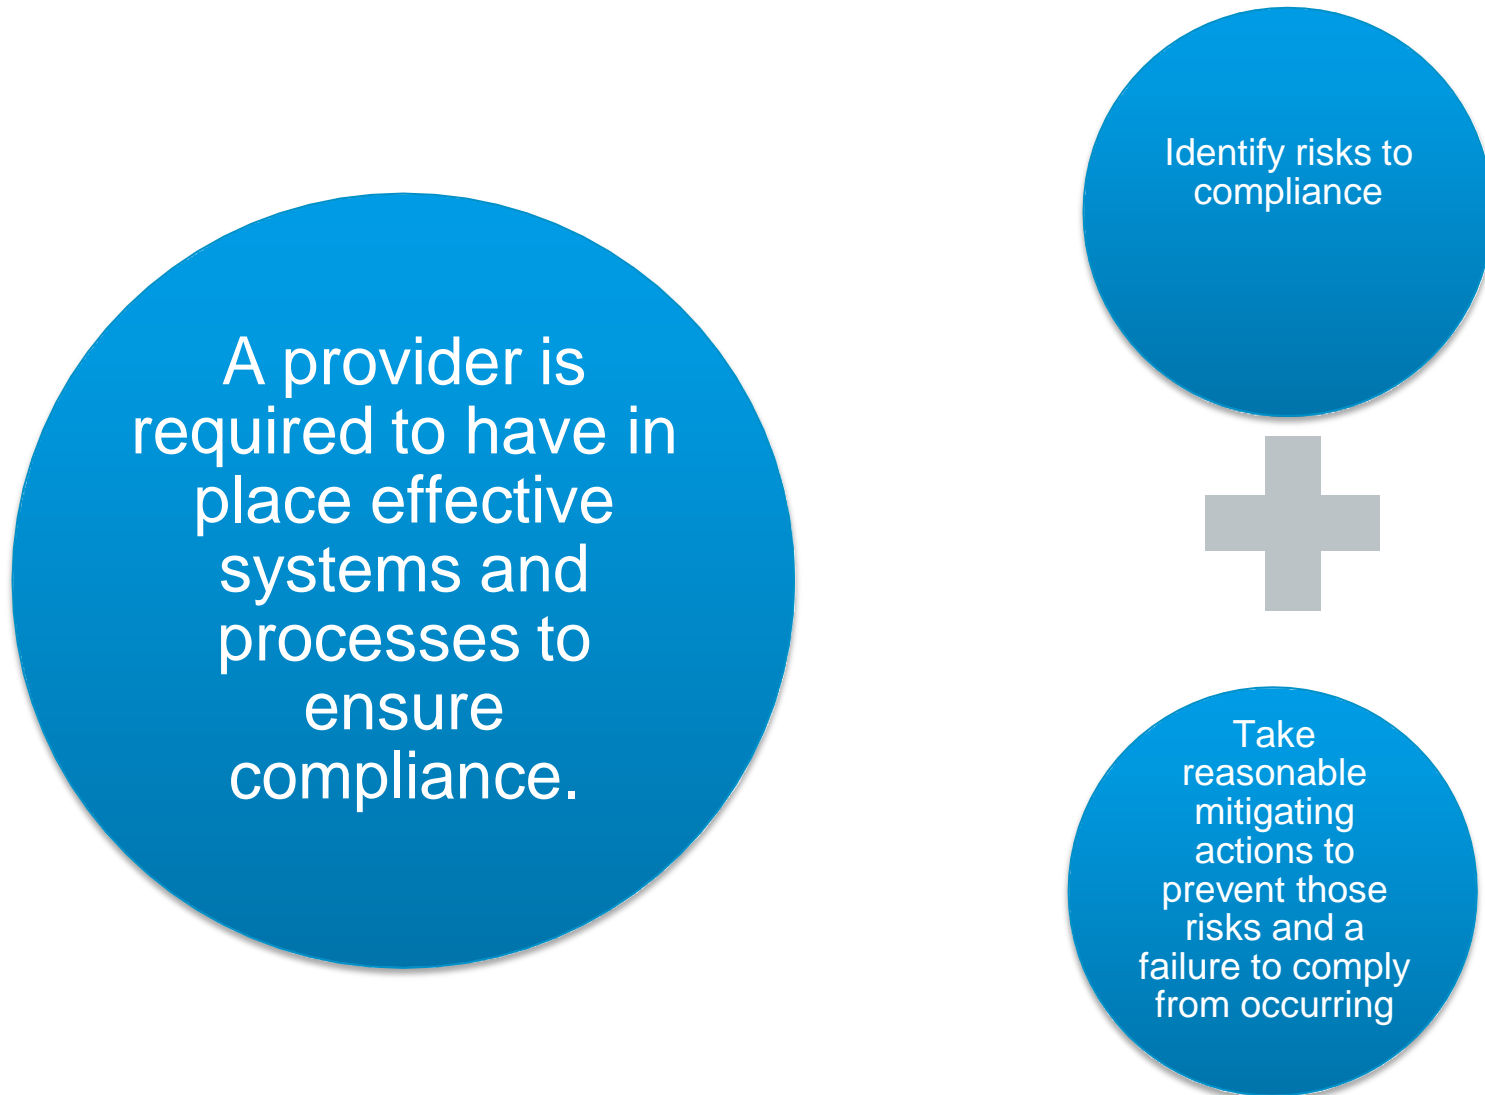 A provider is
required to have in
place effective
systems and
processes to
ensure
compliance.
Identify risks to
compliance
Take
reasonable
mitigating
actions to
prevent those
risks and a
failure to comply
from occurring